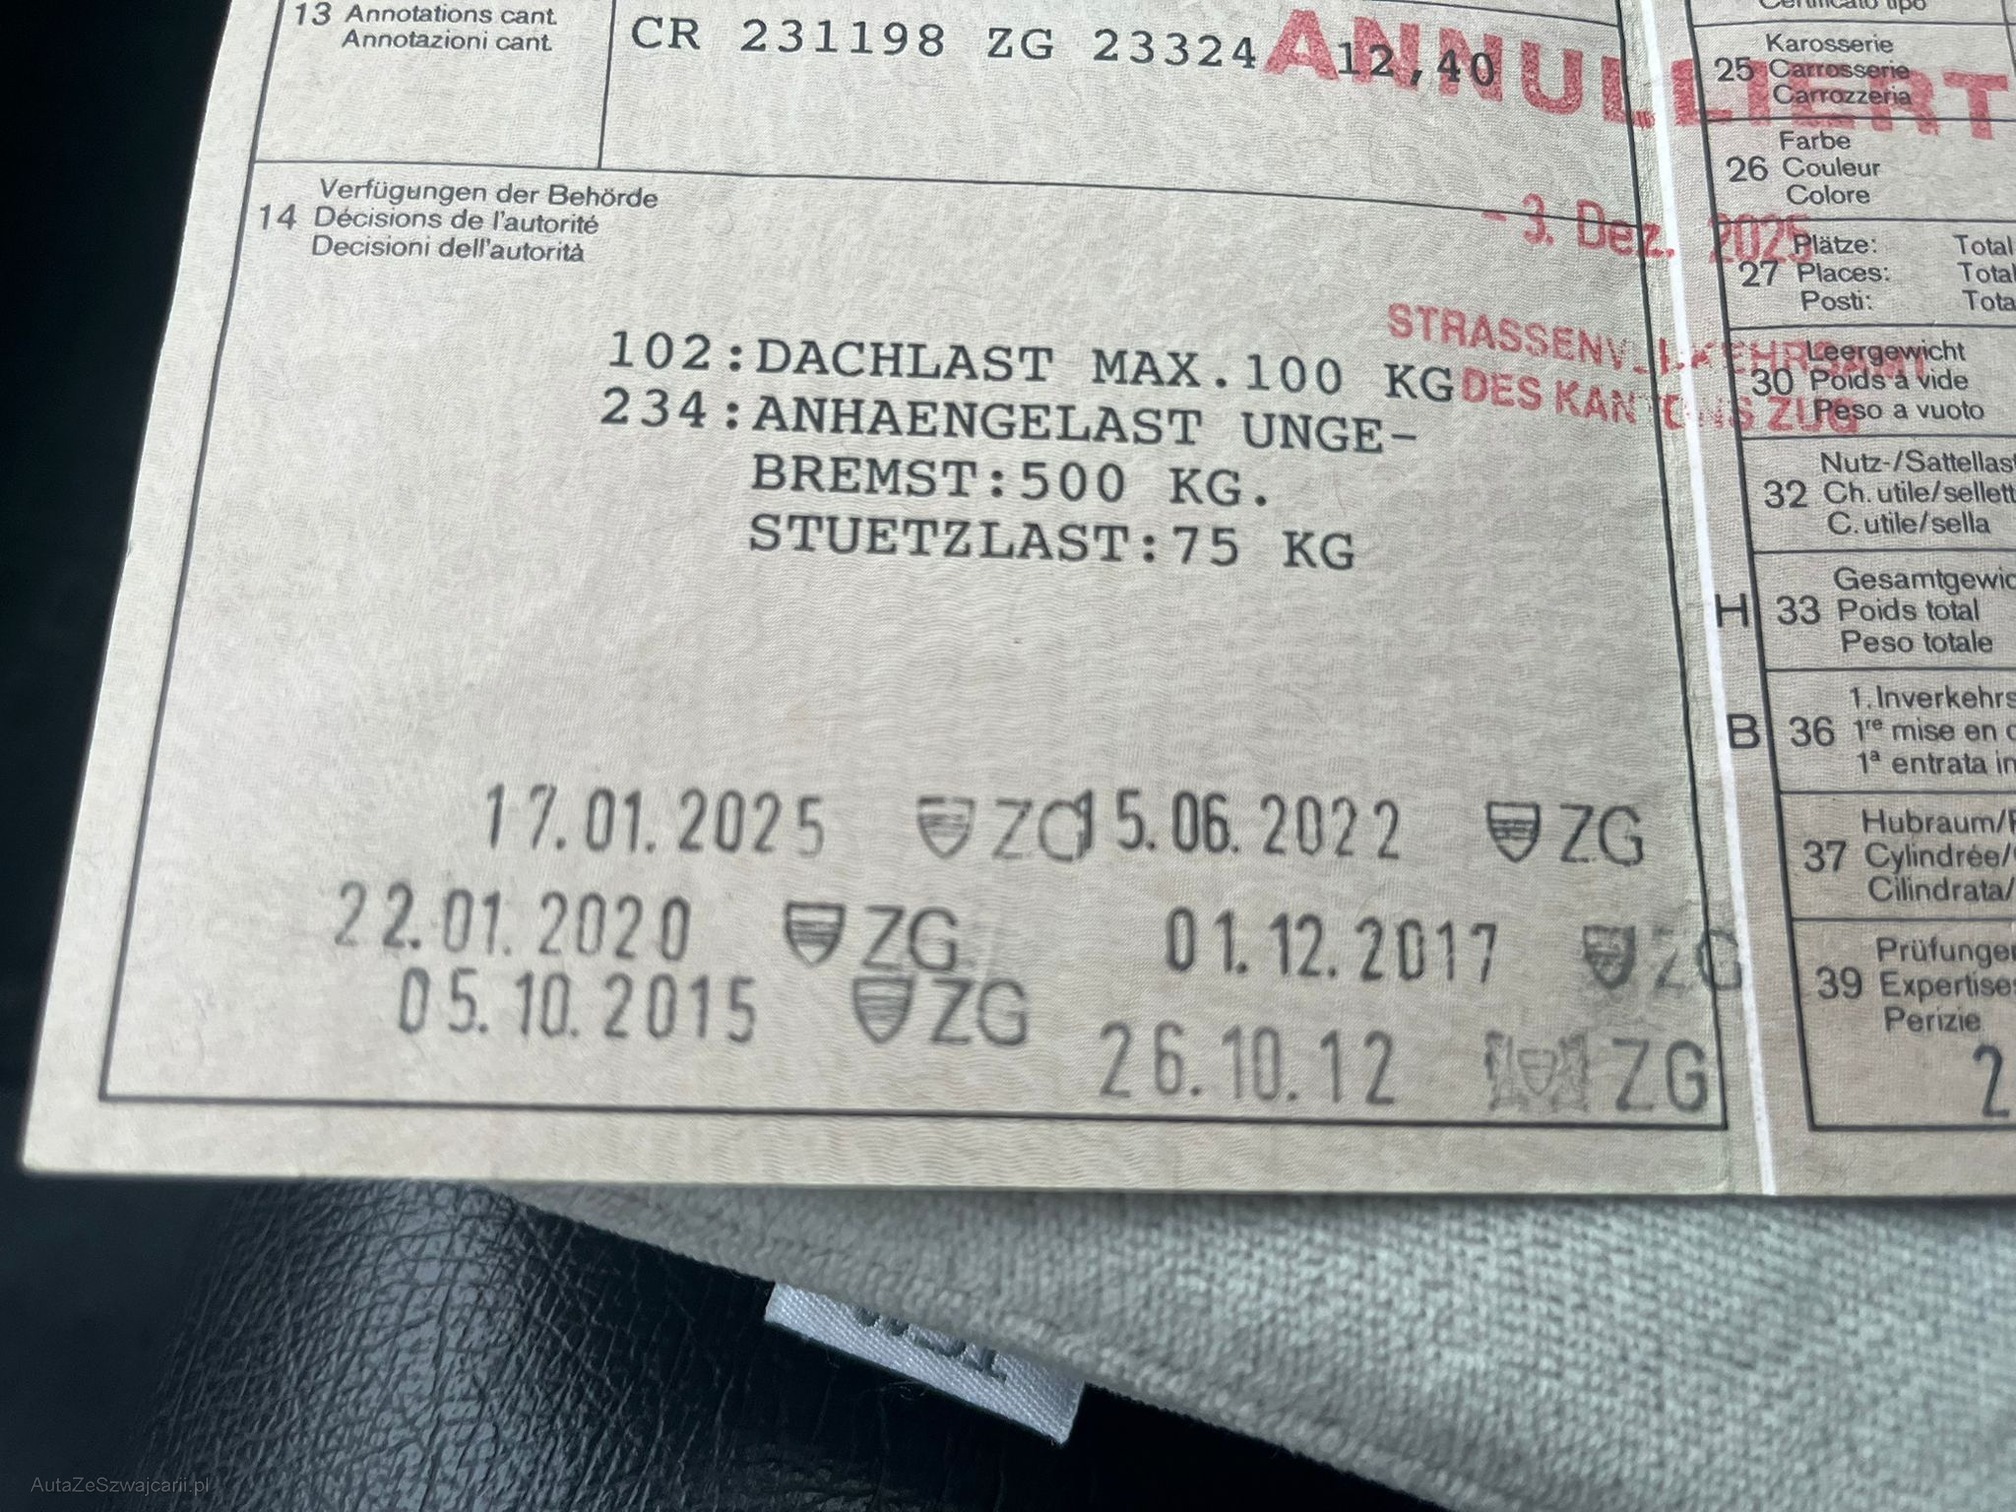 13 Annotations cant.
Annotazioni cant.
CR 231198 ZG 23324 12,40
ANNULLIERT
14 Verfügungen der Behörde
Décisions de l'autorité
Decisioni dell'autorità
- 3. Dez. 2025
STRASSENVERKEHRSAMT
DES KANTONS ZUG
102:DACHLAST MAX.100 KG
234:ANHAENGELAST UNGE-
BREMST:500 KG.
STUETZLAST:75 KG
17.01.2025 ZG 15.06.2022 ZG
22.01.2020 ZG 01.12.2017 ZG
05.10.2015 ZG
26.10.12 ZG
Certificato tipo
25 Karosserie
Carrosserie
Carrozzeria
26 Farbe
Couleur
Colore
27 Plätze: Total
Places: Total
Posti:
30 Leergewicht
Poids à vide
Peso a vuoto
32 Nutz-/Sattellast
Ch. utile/sellett
C. utile/sella
H 33 Gesamtgewic
Poids total
Peso totale
B 36 1. Inverkehrs
1re mise en c
1a entrata in
37 Hubraum/
Cylindrée/
Cilindrata/
39 Prüfungen
Expertises
Perizie
2
AutaZeSzwajcarii.pl